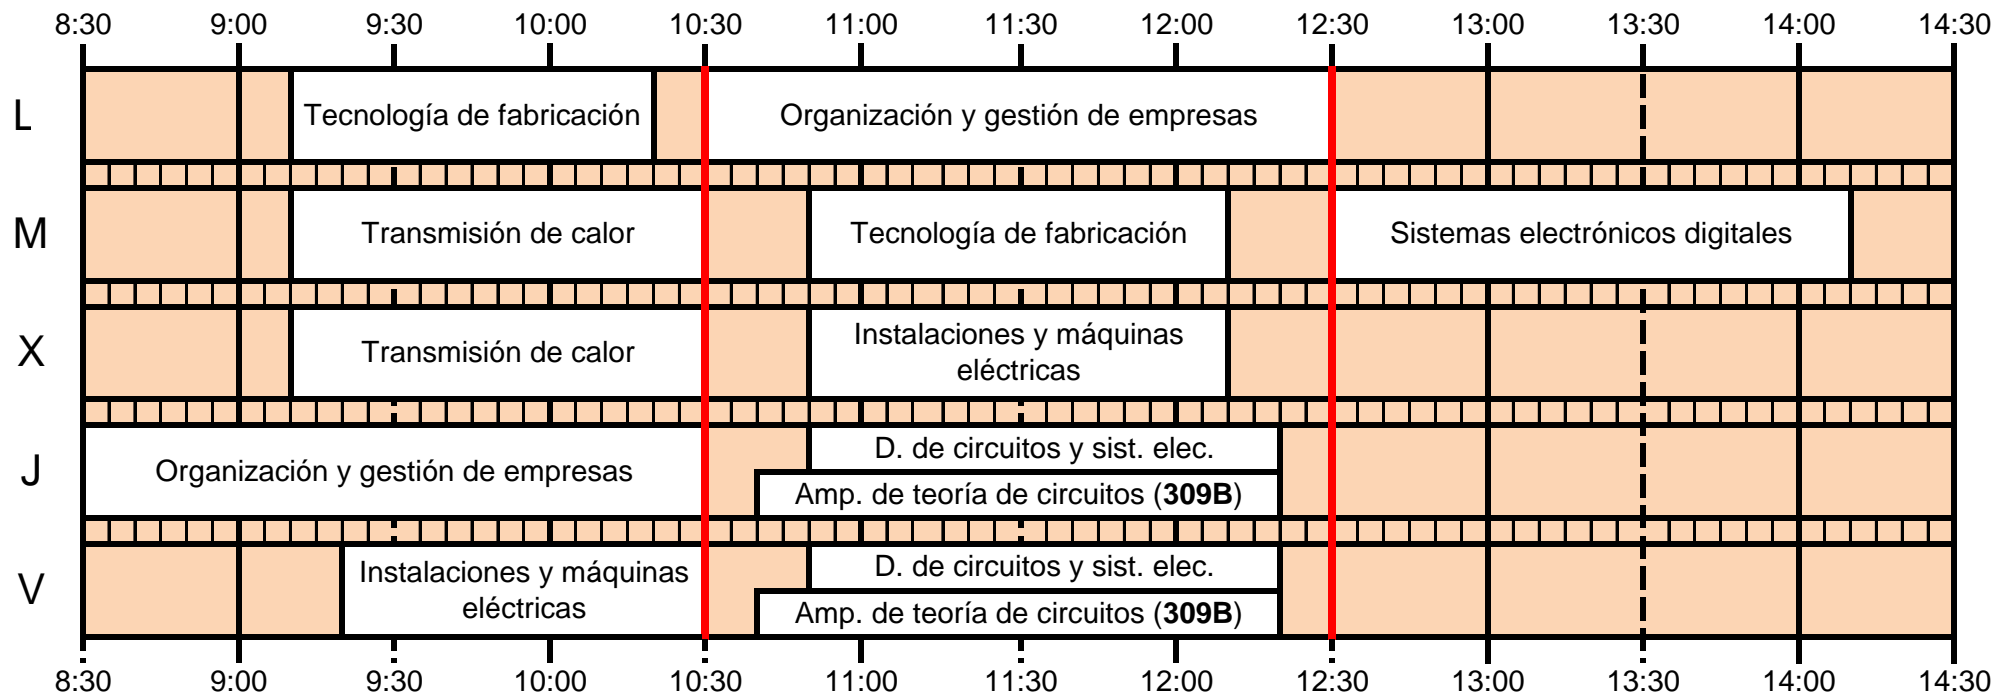 8:30 9:00 9:30 10:00 10:30 11:00 11:30 12:00 12:30 13:00 13:30 14:00 14:30
L Tecnología de fabricación Organización y gestión de empresas
M Transmisión de calor Tecnología de fabricación Sistemas electrónicos digitales
X Transmisión de calor Instalaciones y máquinas
eléctricas
J Organización y gestión de empresas D. de circuitos y sist. elec.
Amp. de teoría de circuitos (309B)
V Instalaciones y máquinas
eléctricas
D. de circuitos y sist. elec.
Amp. de teoría de circuitos (309B)
8:30 9:00 9:30 10:00 10:30 11:00 11:30 12:00 12:30 13:00 13:30 14:00 14:30